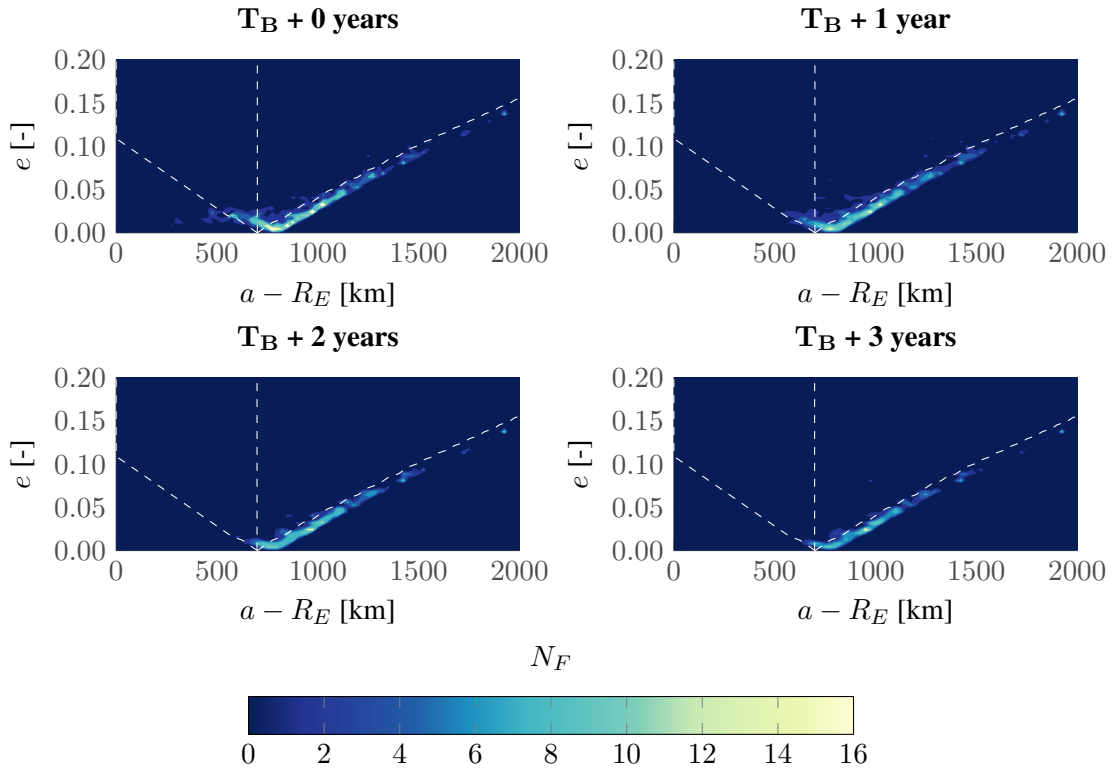 T_B + 0 years
T_B + 1 year
0.20
0.15
0.10
0.05
0.00
e [-]
0 500 1000 1500 2000
a − R_E [km]
0.20
0.15
0.10
0.05
0.00
e [-]
0 500 1000 1500 2000
a − R_E [km]
T_B + 2 years
T_B + 3 years
0.20
0.15
0.10
0.05
0.00
e [-]
0 500 1000 1500 2000
a − R_E [km]
0.20
0.15
0.10
0.05
0.00
e [-]
0 500 1000 1500 2000
a − R_E [km]
N_F
0 2 4 6 8 10 12 14 16